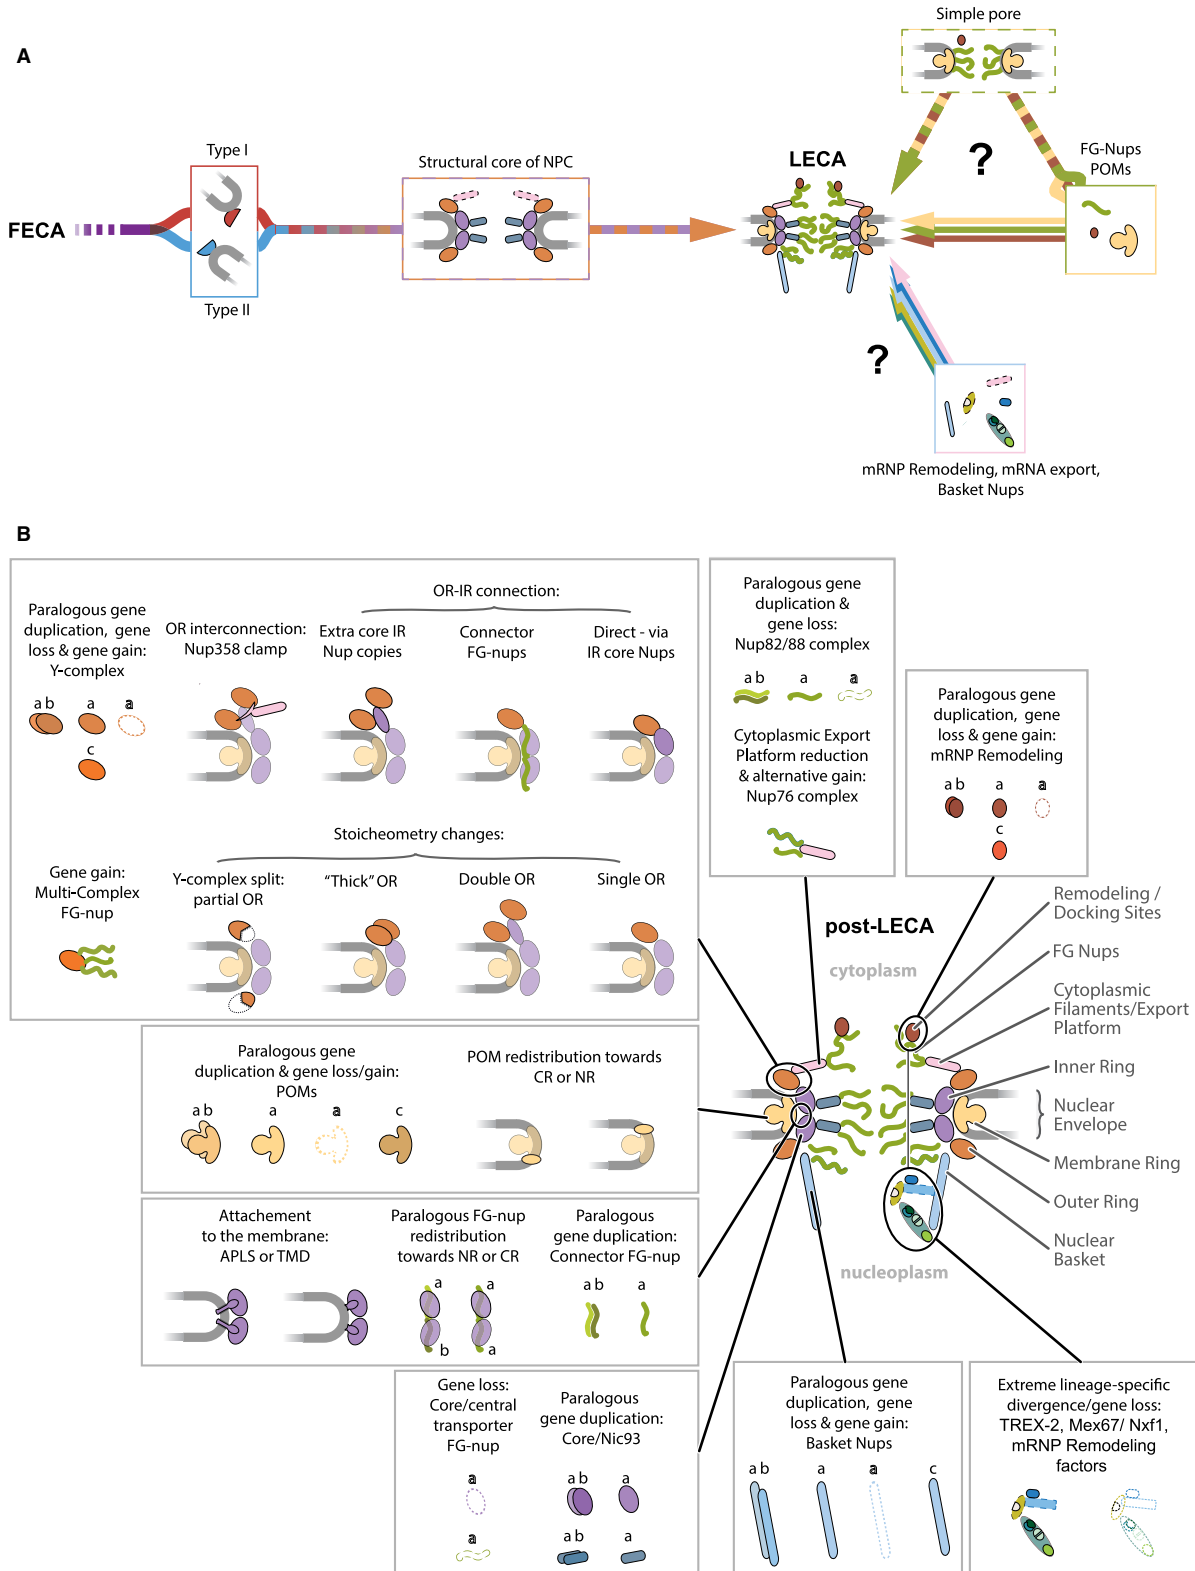 A
Simple pore
Type I
Structural core of NPC
LECA
?
FG-Nups
POMs
FECA
Type II
?
mRNP Remodeling, mRNA export,
Basket Nups
B
Paralogous gene
duplication, gene
loss & gene gain:
Y-complex
a b
a
a
c
OR interconnection:
Nup358 clamp
OR-IR connection:
Extra core IR
Nup copies
Connector
FG-nups
Direct - via
IR core Nups
Gene gain:
Multi-Complex
FG-nup
Stoicheometry changes:
Y-complex split:
partial OR
"Thick" OR
Double OR
Single OR
Paralogous gene
duplication &
gene loss:
Nup82/88 complex
a b
a
a
Cytoplasmic Export
Platform reduction
& alternative gain:
Nup76 complex
Paralogous gene
duplication, gene
loss & gene gain:
mRNP Remodeling
a b
a
a
c
post-LECA
cytoplasm
nucleoplasm
Remodeling /
Docking Sites
FG Nups
Cytoplasmic
Filaments/Export
Platform
Inner Ring
Nuclear
Envelope
Membrane Ring
Outer Ring
Nuclear
Basket
Paralogous gene
duplication & gene loss/gain:
POMs
a b
a
a
c
POM redistribution towards
CR or NR
Attachement
to the membrane:
APLS or TMD
Paralogous FG-nup
redistribution
towards NR or CR
a
a
b
a
Paralogous
gene duplication:
Connector FG-nup
a b
a
Gene loss:
Core/central
transporter
FG-nup
a
a
Paralogous
gene duplication:
Core/Nic93
a b
a
a b
a
Paralogous gene
duplication, gene
loss & gene gain:
Basket Nups
a b
a
a
c
Extreme lineage-specific
divergence/gene loss:
TREX-2, Mex67/ Nxf1,
mRNP Remodeling
factors